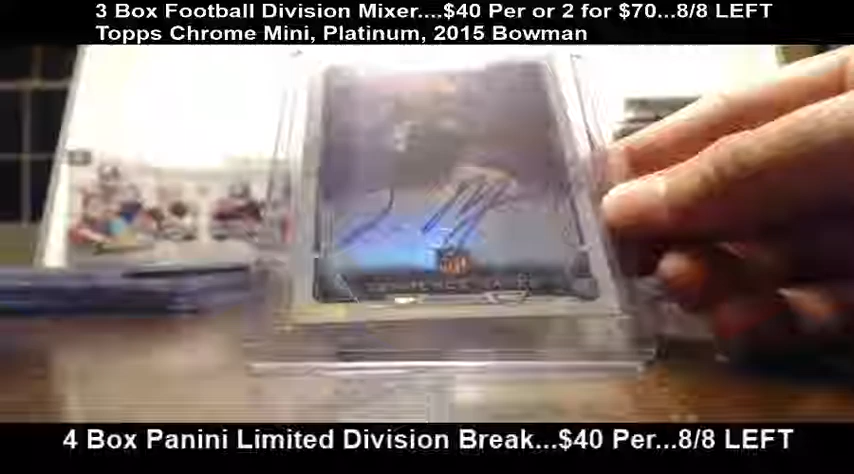 3 Box Football Division Mixer....$40 Per or 2 for $70...8/8 LEFT
Topps Chrome Mini, Platinum, 2015 Bowman
NFL
4 Box Panini Limited Division Break...$40 Per...8/8 LEFT